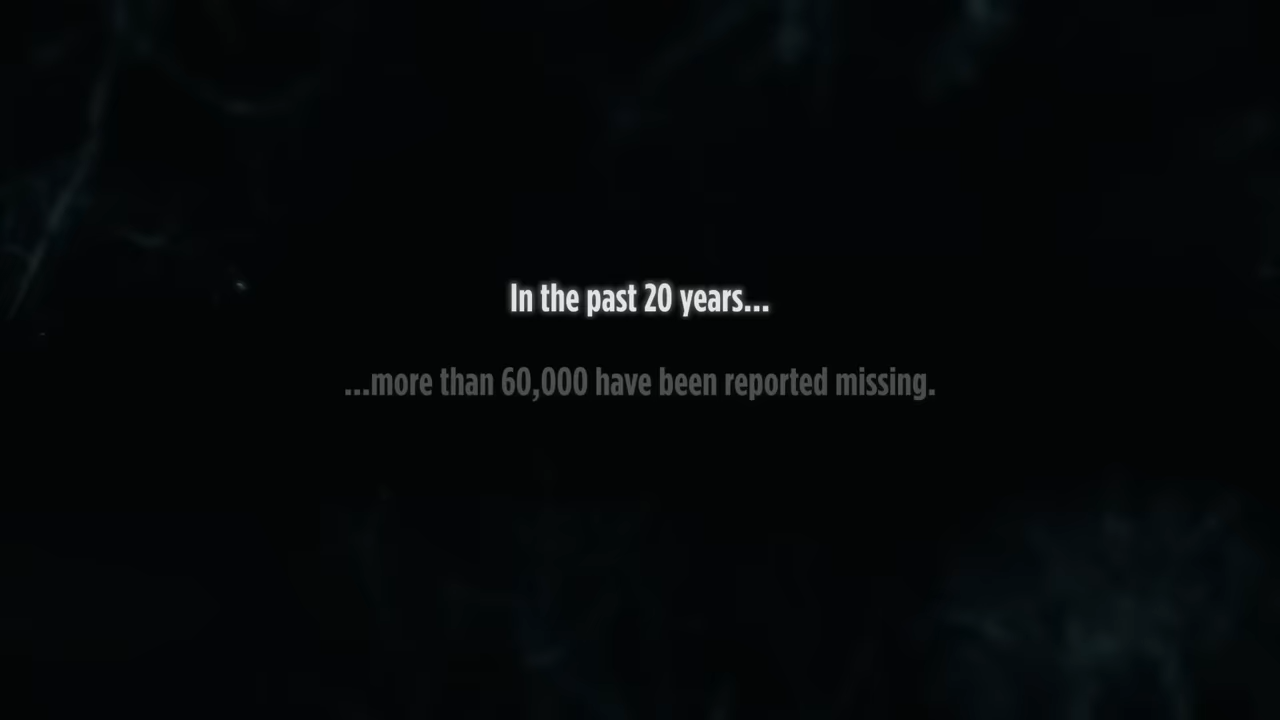 In the past 20 years...
...more than 60,000 have been reported missing.